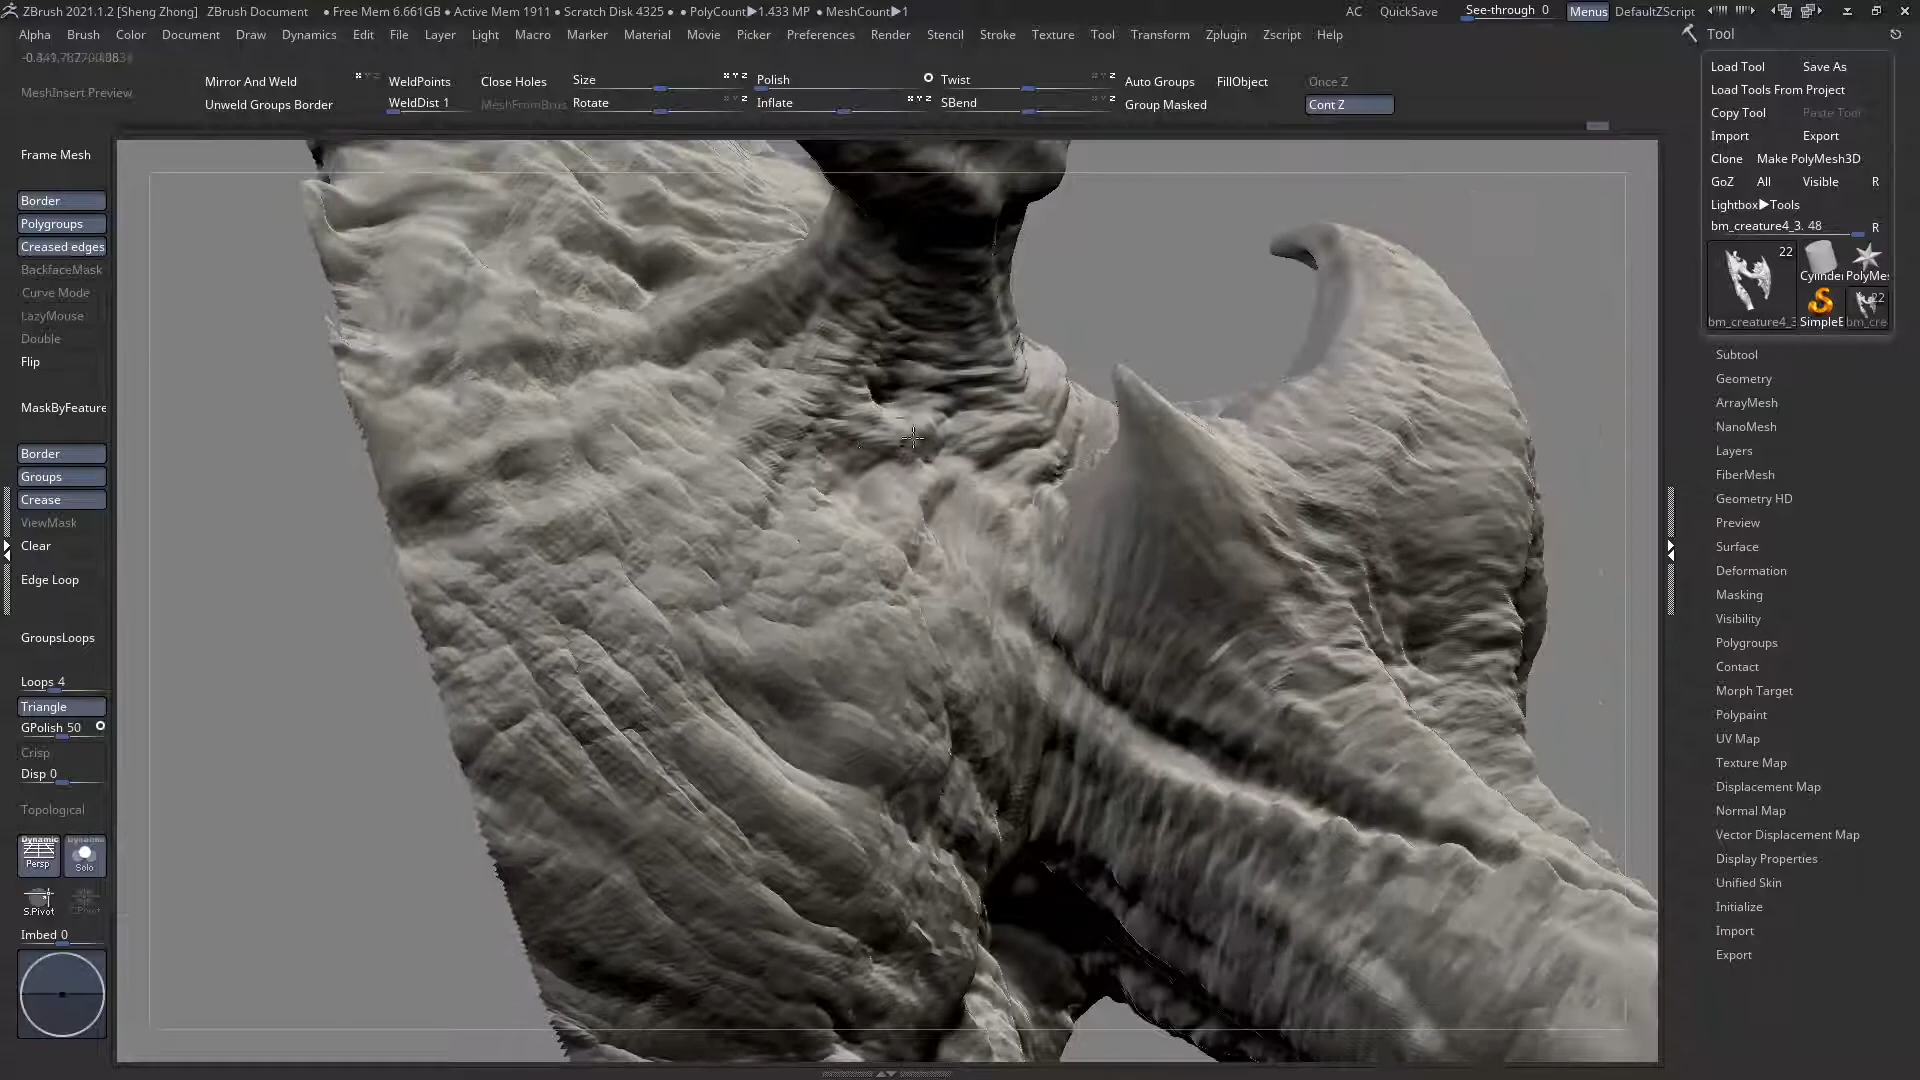 ZBrush 2021.1.2 [Sheng Zhong] ZBrush Document • Free Mem 6.661GB • Active Mem 1911 • Scratch Disk 4325 • • PolyCount▶1.433 MP • MeshCount▶1 AC QuickSave See-through 0 Menus DefaultZScript
Alpha Brush Color Document Draw Dynamics Edit File Layer Light Macro Marker Material Movie Picker Preferences Render Stencil Stroke Texture Tool Transform Zplugin Zscript Help
MeshInsert Preview
Mirror And Weld WeldPoints Close Holes Size Polish Twist Auto Groups FillObject Once Z
Unweld Groups Border WeldDist 1 MeshFromBrus Rotate Inflate SBend Group Masked Cont Z
Frame Mesh
Border
Polygroups
Creased edges
BackfaceMask
Curve Mode
LazyMouse
Double
Flip
MaskByFeature
Border
Groups
Crease
ViewMask
Clear
Edge Loop
GroupsLoops
Loops 4
Triangle
GPolish 50
Crisp
Disp 0
Topological
Dynamic Dynamic
Persp Solo
S.Pivot
Imbed 0
Tool
Load Tool Save As
Load Tools From Project
Copy Tool Paste Tool
Import Export
Clone Make PolyMesh3D
GoZ All Visible R
Lightbox▶Tools
bm_creature4_3. 48 R
22
Cylinder PolyMes
22
bm_creature4_3 SimpleE bm_cre
Subtool
Geometry
ArrayMesh
NanoMesh
Layers
FiberMesh
Geometry HD
Preview
Surface
Deformation
Masking
Visibility
Polygroups
Contact
Morph Target
Polypaint
UV Map
Texture Map
Displacement Map
Normal Map
Vector Displacement Map
Display Properties
Unified Skin
Initialize
Import
Export